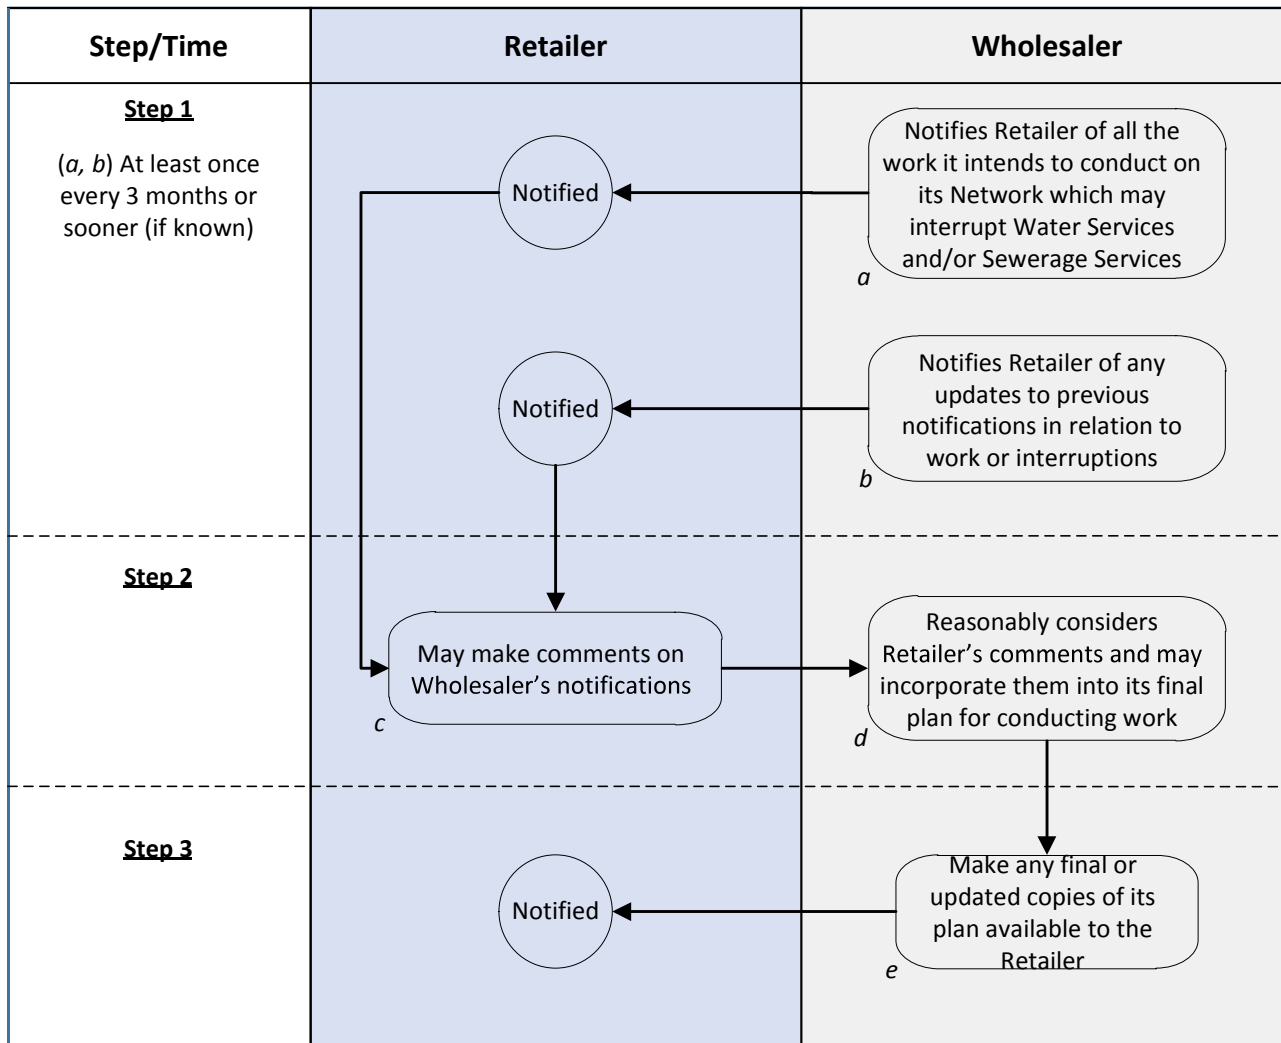 Step/Time
Retailer
Wholesaler
Step 1
(a, b) At least once
every 3 months or
sooner (if known)
Notified
Notifies Retailer of all the
work it intends to conduct on
its Network which may
interrupt Water Services
and/or Sewerage Services
a
Notified
Notifies Retailer of any
updates to previous
notifications in relation to
work or interruptions
b
Step 2
May make comments on
Wholesaler's notifications
c
Reasonably considers
Retailer's comments and may
incorporate them into its final
plan for conducting work
d
Step 3
Notified
Make any final or
updated copies of its
plan available to the
Retailer
e